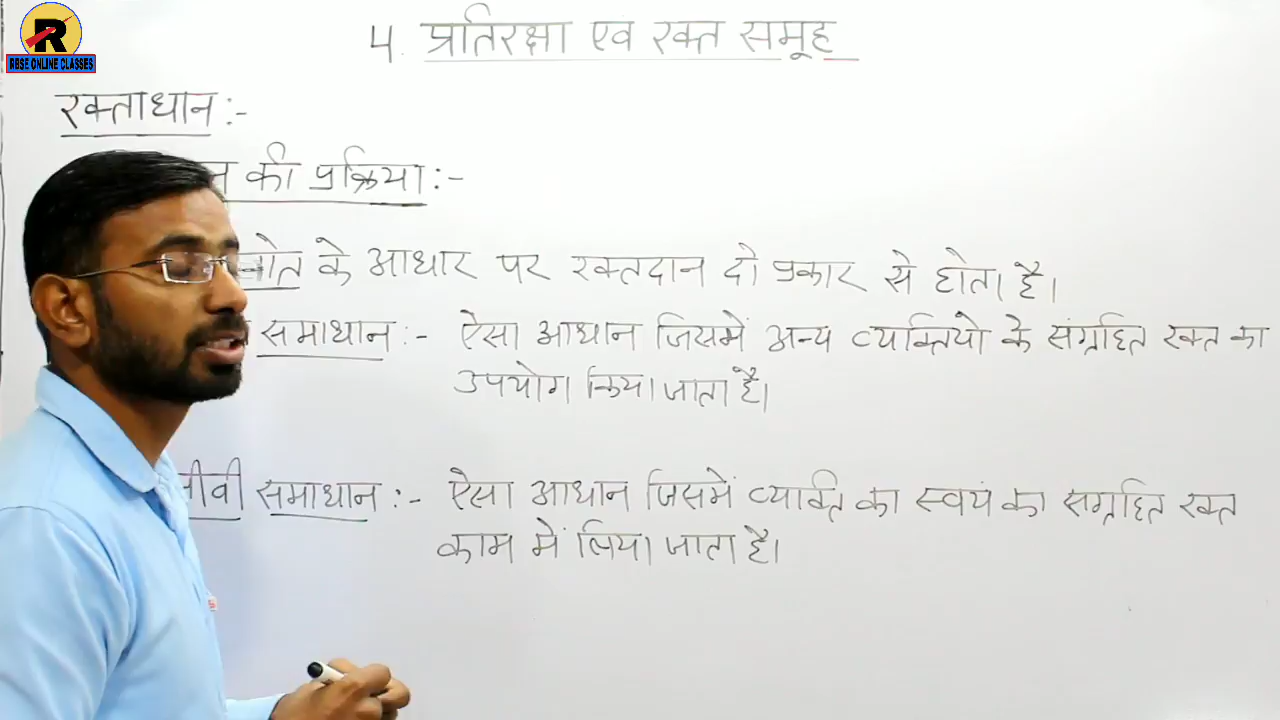 R
RBSE ONLINE CLASSES
4. प्रतिरक्षा एवं रक्त समूह
रक्ताधान :-
की प्रक्रिया :-
के आधार पर रक्तदान दो प्रकार से होता है।
समाधान :- ऐसा आधान जिसमें अन्य व्यक्तियो के संग्रहित रक्त का
उपयोग किया जाता है।
समाधान :- ऐसा आधान जिसमें व्यक्ति का स्वयं का संग्रहित रक्त
काम में लिया जाता है।